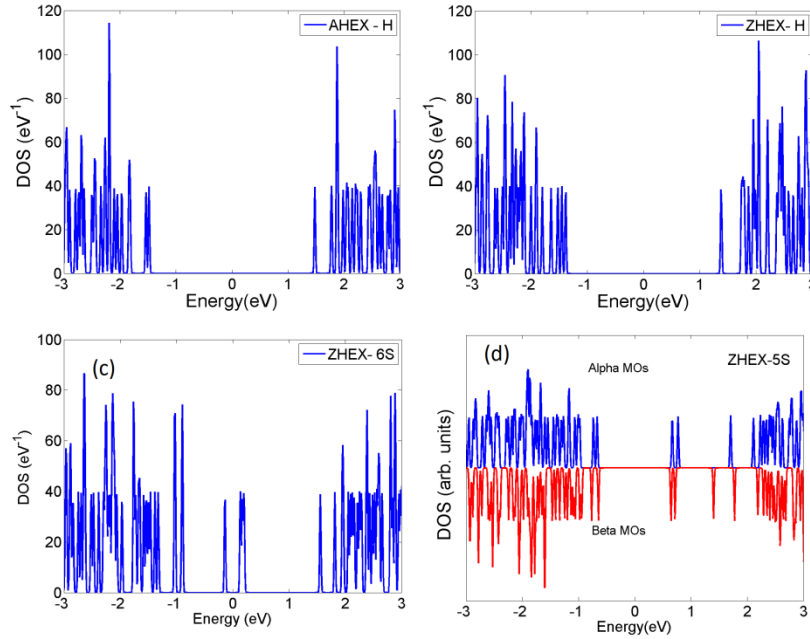 120
100
80
60
40
20
0
DOS (eV⁻¹)
AHEX - H
-3 -2 -1 0 1 2 3
Energy(eV)
120
100
80
60
40
20
0
DOS (eV⁻¹)
ZHEX- H
-3 -2 -1 0 1 2 3
Energy(eV)
100
80
60
40
20
0
DOS (eV⁻¹)
(c)
ZHEX- 6S
-3 -2 -1 0 1 2 3
Energy (eV)
DOS (arb. units)
(d)
ZHEX-5S
Alpha MOs
Beta MOs
-3 -2 -1 0 1 2 3
Energy (eV)